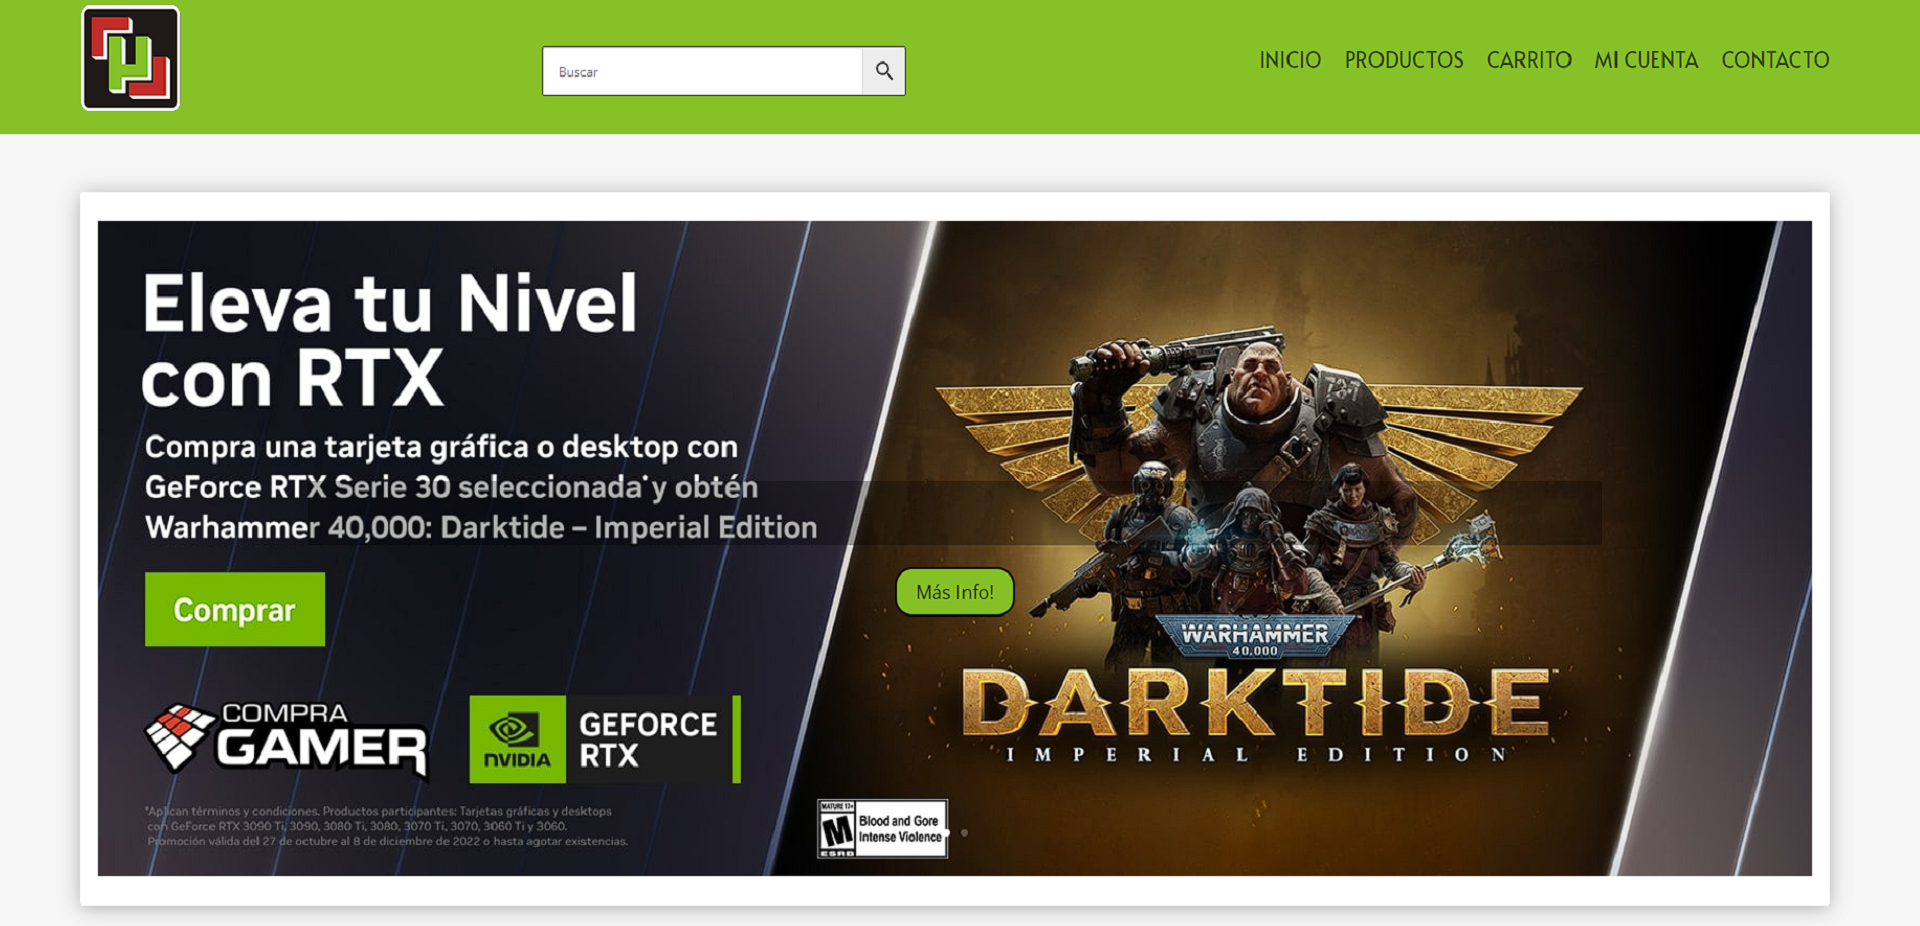 Buscar
INICIO PRODUCTOS CARRITO MI CUENTA CONTACTO
Eleva tu Nivel
con RTX
Compra una tarjeta gráfica o desktop con
GeForce RTX Serie 30 seleccionada* y obtén
Warhammer 40,000: Darktide – Imperial Edition
Más Info!
Comprar
WARHAMMER
40,000
DARKTIDE™
IMPERIAL EDITION
COMPRA
GAMER
NVIDIA
GEFORCE
RTX
*Aplican términos y condiciones. Productos participantes: Tarjetas gráficas y desktops
con GeForce RTX 3090 Ti, 3090, 3080 Ti, 3080, 3070 Ti, 3070, 3060 Ti y 3060.
Promoción válida del 27 de octubre al 8 de diciembre de 2022 o hasta agotar existencias.
MATURE 17+
M
ESRB
Blood and Gore
Intense Violence